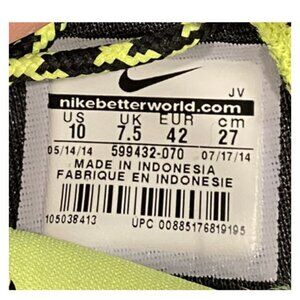 JV
nikebetterworld.com
US UK EUR cm
10 7.5 42 27
05/14/14 599432-070 07/17/14
MADE IN INDONESIA
FABRIQUE EN INDONESIE
105038413 UPC 00885176819195